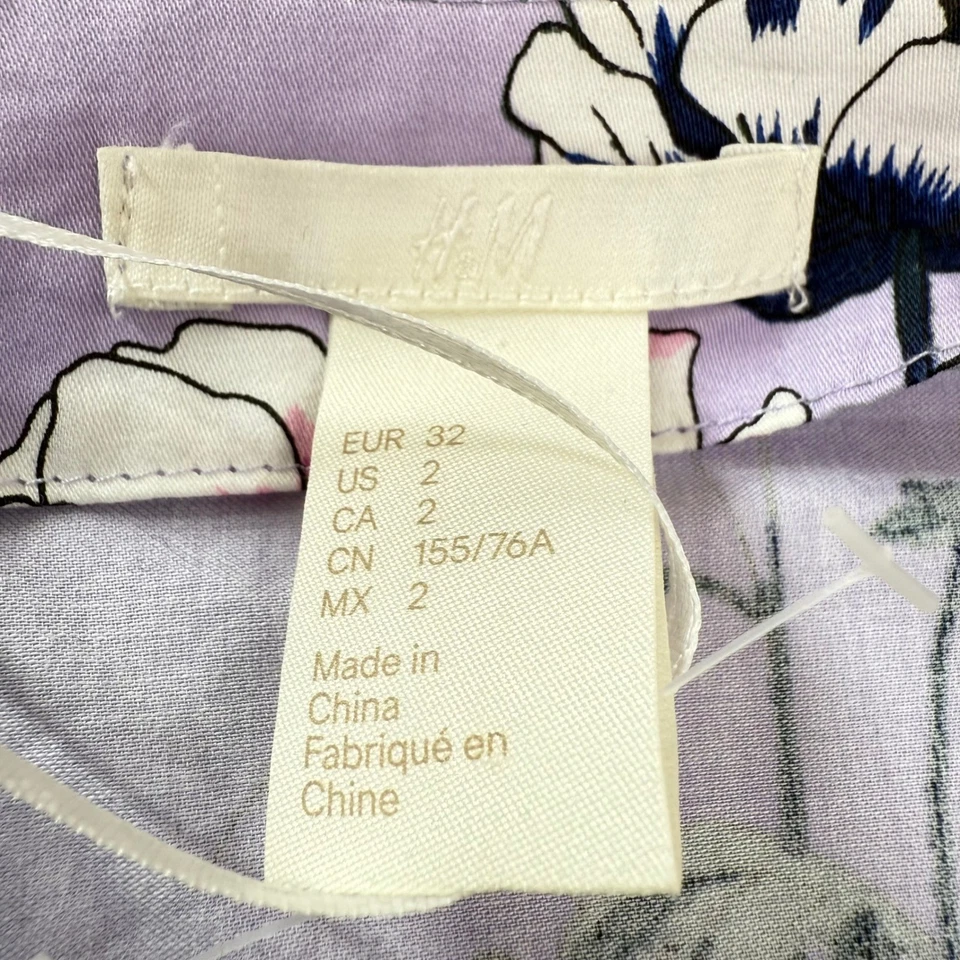 H&M
EUR 32
US 2
CA 2
CN 155/76A
MX 2
Made in
China
Fabriqué en
Chine